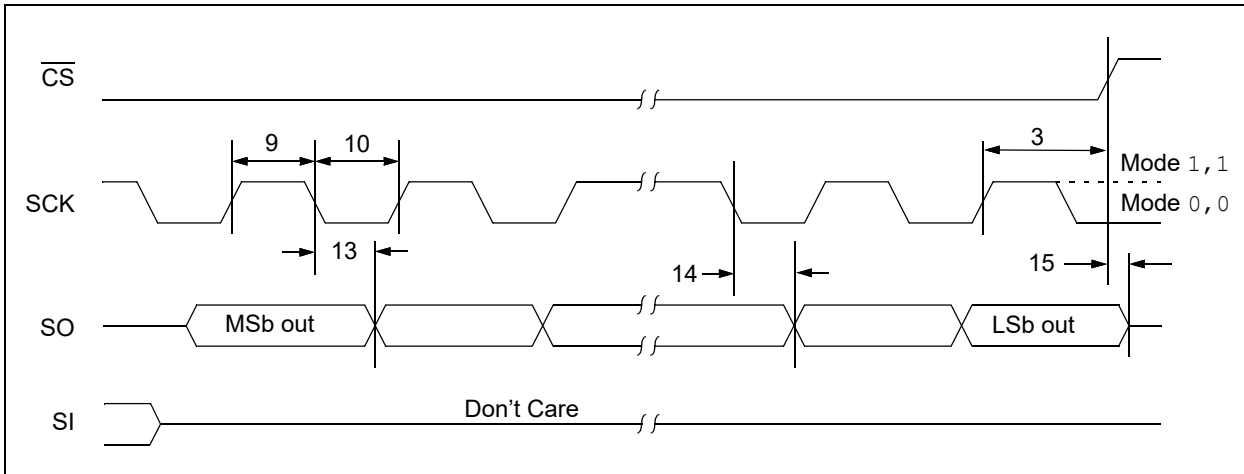 CS
9
10
3
Mode 1,1
SCK
Mode 0,0
13
14
15
SO
MSb out
LSb out
SI
Don't Care